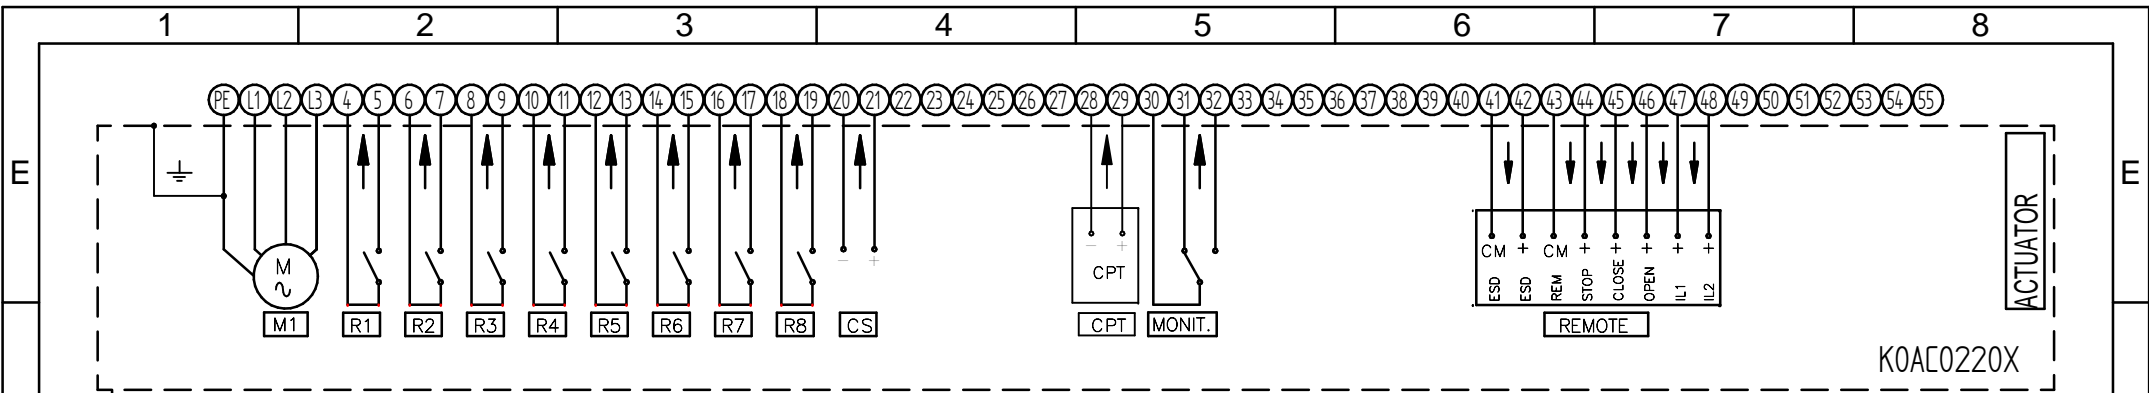 1 2 3 4 5 6 7 8
PE L1 L2 L3 4 5 6 7 8 9 10 11 12 13 14 15 16 17 18 19 20 21 22 23 24 25 26 27 28 29 30 31 32 33 34 35 36 37 38 39 40 41 42 43 44 45 46 47 48 49 50 51 52 53 54 55
E E
ACTUATOR
M
- +
- +
CPT
CM + CM + + + + +
ESD ESD REM STOP CLOSE OPEN IL1 IL2
M1 R1 R2 R3 R4 R5 R6 R7 R8 CS CPT MONIT. REMOTE
K0AC0220X